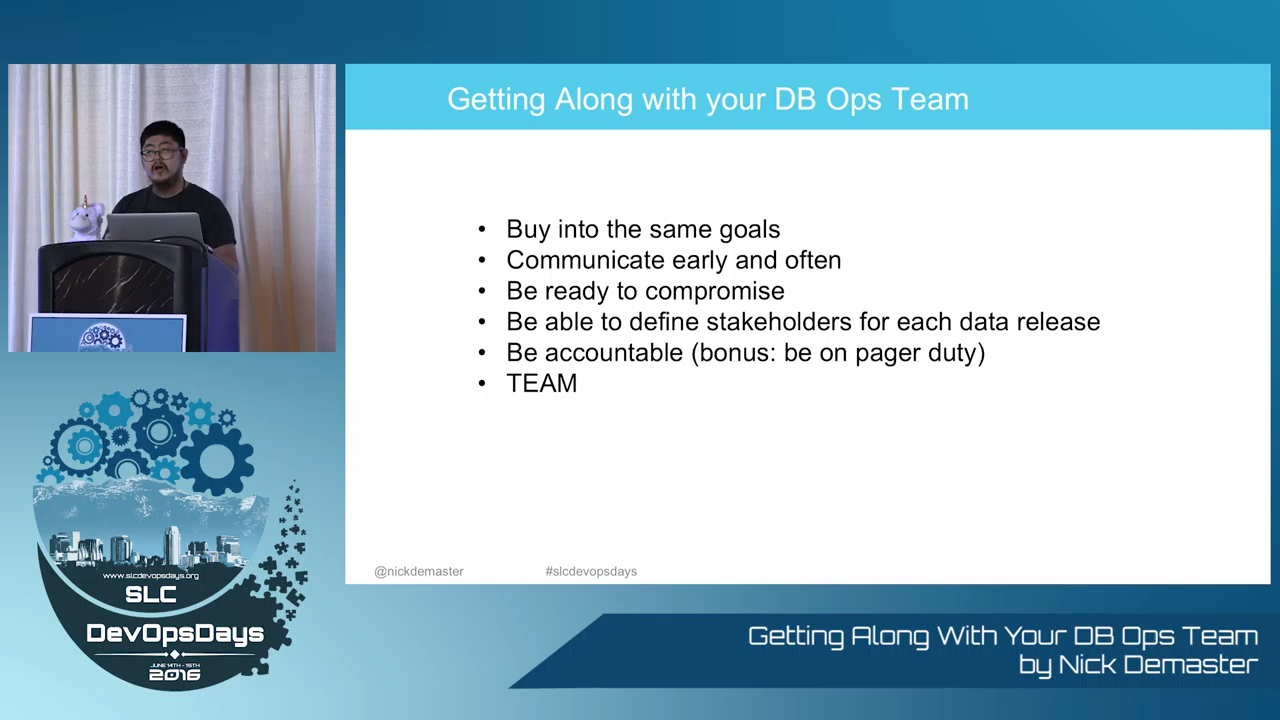 Getting Along with your DB Ops Team
• Buy into the same goals
• Communicate early and often
• Be ready to compromise
• Be able to define stakeholders for each data release
• Be accountable (bonus: be on pager duty)
• TEAM
@nickdemaster
#slcdevopsdays
www.slcdevopsdays.org
SLC
DevOpsDays
JUNE 14TH - 15TH
2016
Getting Along With Your DB Ops Team
by Nick Demaster